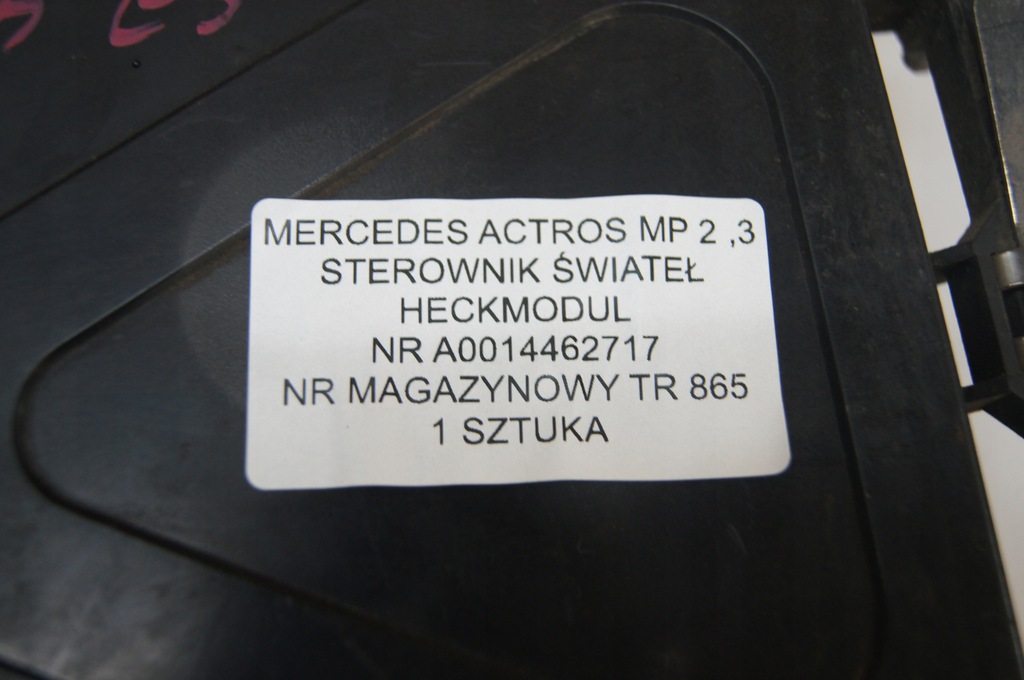 MERCEDES ACTROS MP 2 ,3
STEROWNIK ŚWIATEŁ
HECKMODUL
NR A0014462717
NR MAGAZYNOWY TR 865
1 SZTUKA